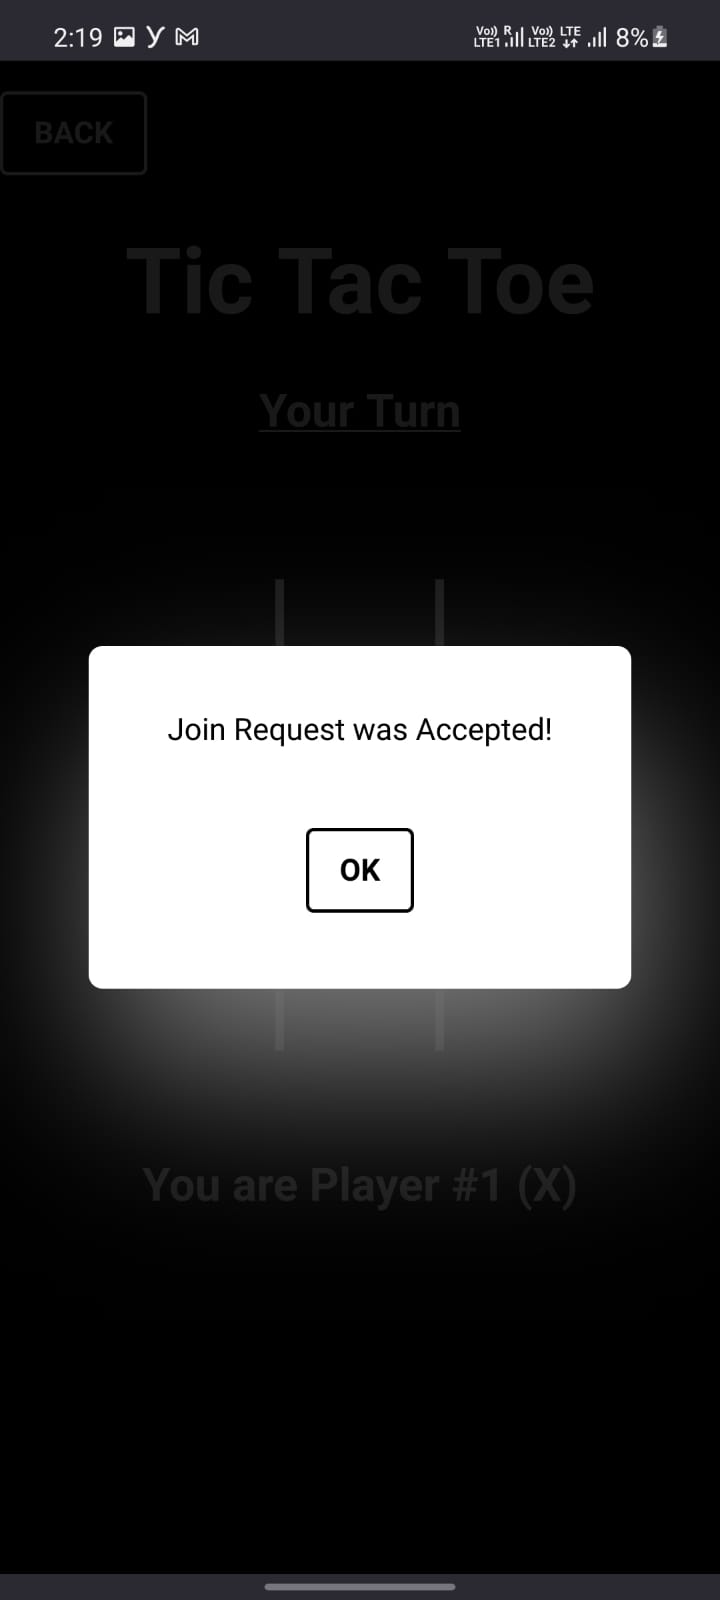 2:19 Vo) R Vo) LTE 8%
LTE1 LTE2
BACK
Tic Tac Toe
Your Turn
Join Request was Accepted!
OK
You are Player #1 (X)